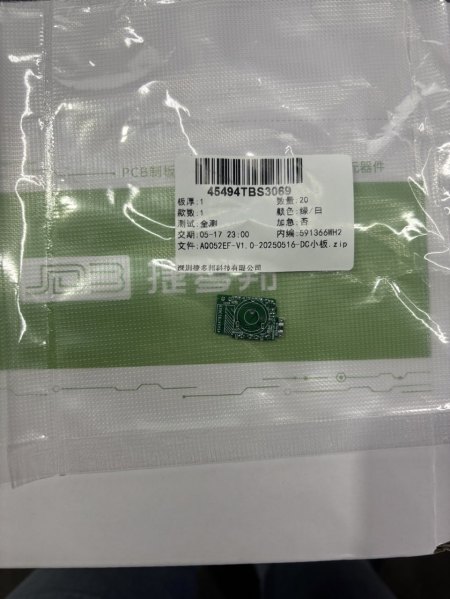 PCB制板
元器件
45494TBS3069
板厚:1 数量:20
款数:1 颜色:绿/白
测试:全测 加急:否
交期:05-17 23:00 内编:591366WH2
文件:AQ052EF-V1.0-20250516-DC小板.zip
深圳捷多邦科技有限公司
JDB 捷多邦